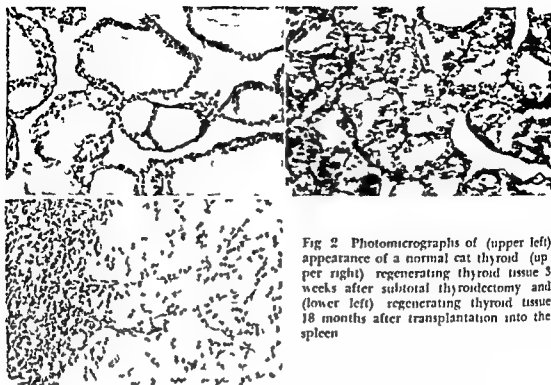 Fig 2 Photomicrographs of (upper left)
appearance of a normal cat thyroid (up
per right) regenerating thyroid tissue 3
weeks after subtotal thyroidectomy and
(lower left) regenerating thyroid tissue
18 months after transplantation into the
spleen